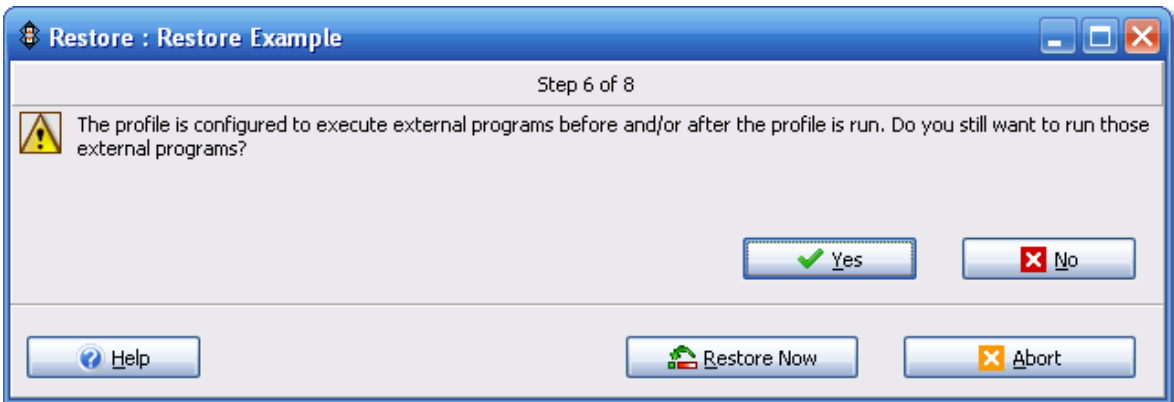 Restore : Restore Example
Step 6 of 8
The profile is configured to execute external programs before and/or after the profile is run. Do you still want to run those
external programs?
Yes
No
Help
Restore Now
Abort